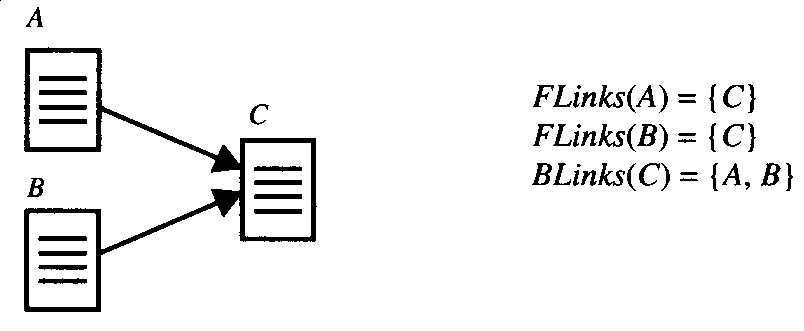 A
B
C
FLinks(A) = {C}
FLinks(B) = {C}
BLinks(C) = {A, B}